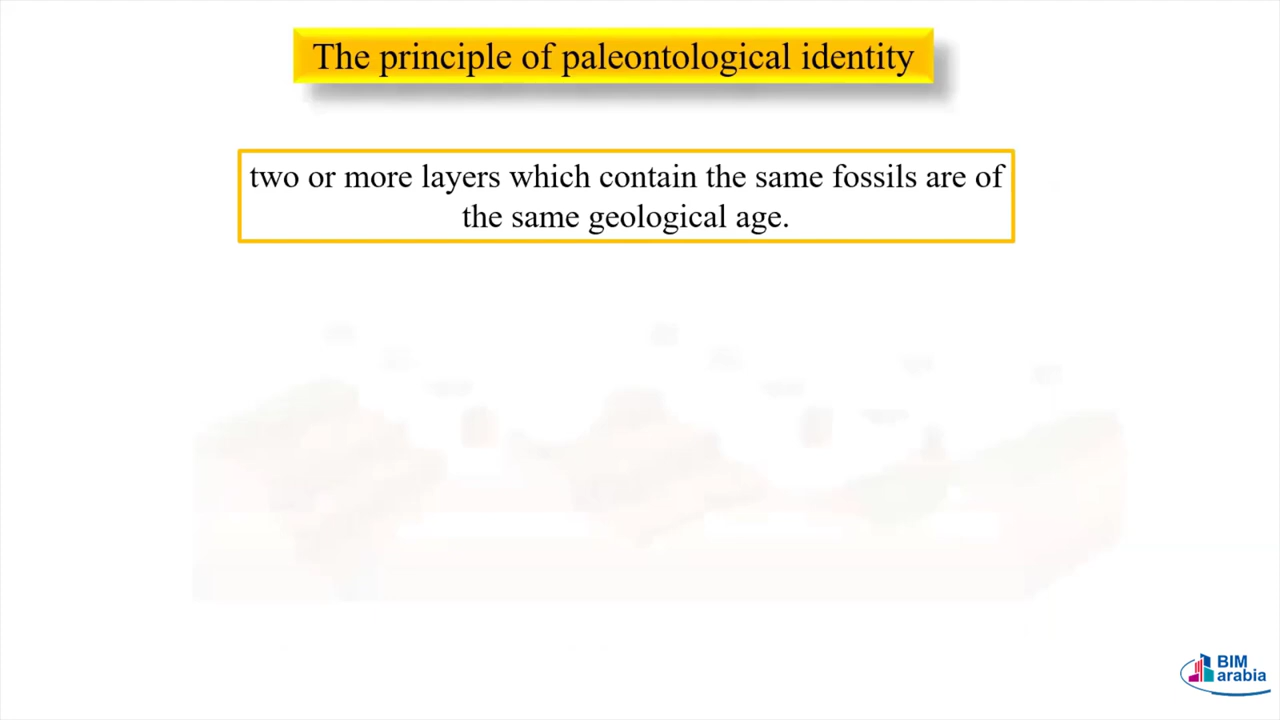 The principle of paleontological identity
two or more layers which contain the same fossils are of
the same geological age.
BIM
arabia